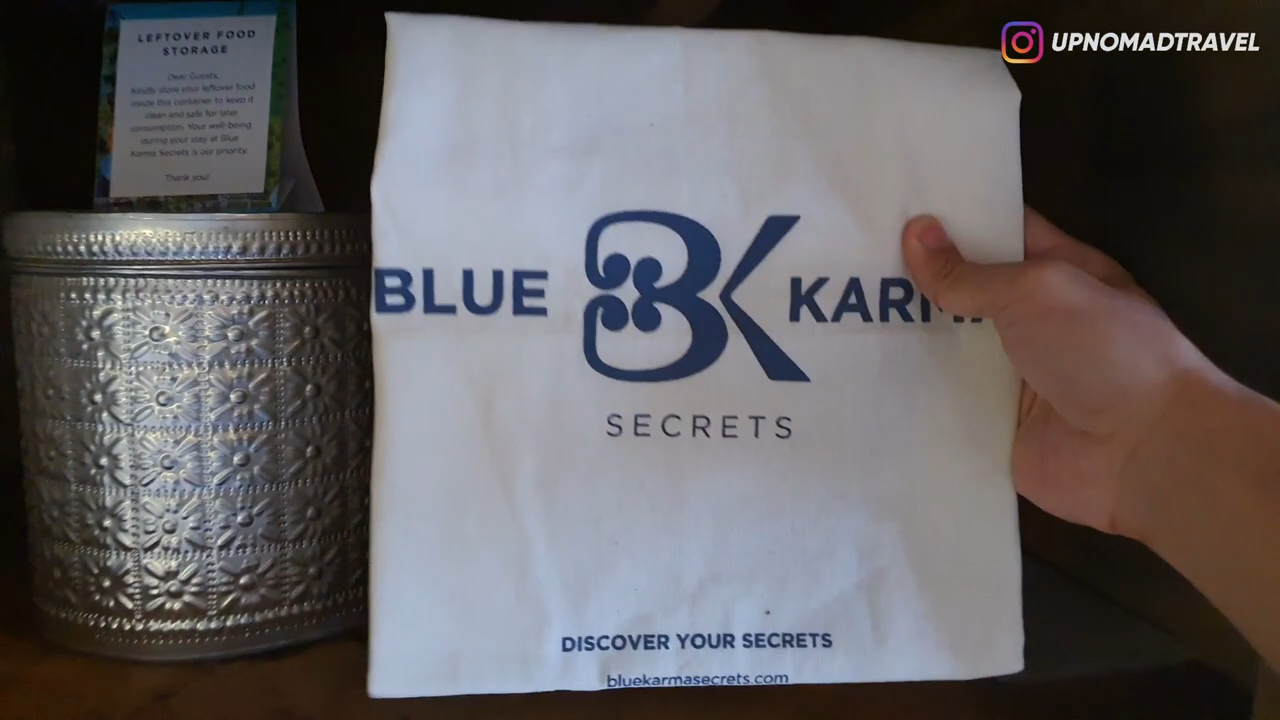 LEFTOVER FOOD
STORAGE
Dear Guests,
Kindly store your leftover food
inside this container to keep it
clean and safe for later
consumption. Your well-being
during your stay at Blue
Karma Secrets is our priority.
Thank you!
UPNOMADTRAVEL
BLUE BK KARMA
SECRETS
DISCOVER YOUR SECRETS
bluekarmasecrets.com